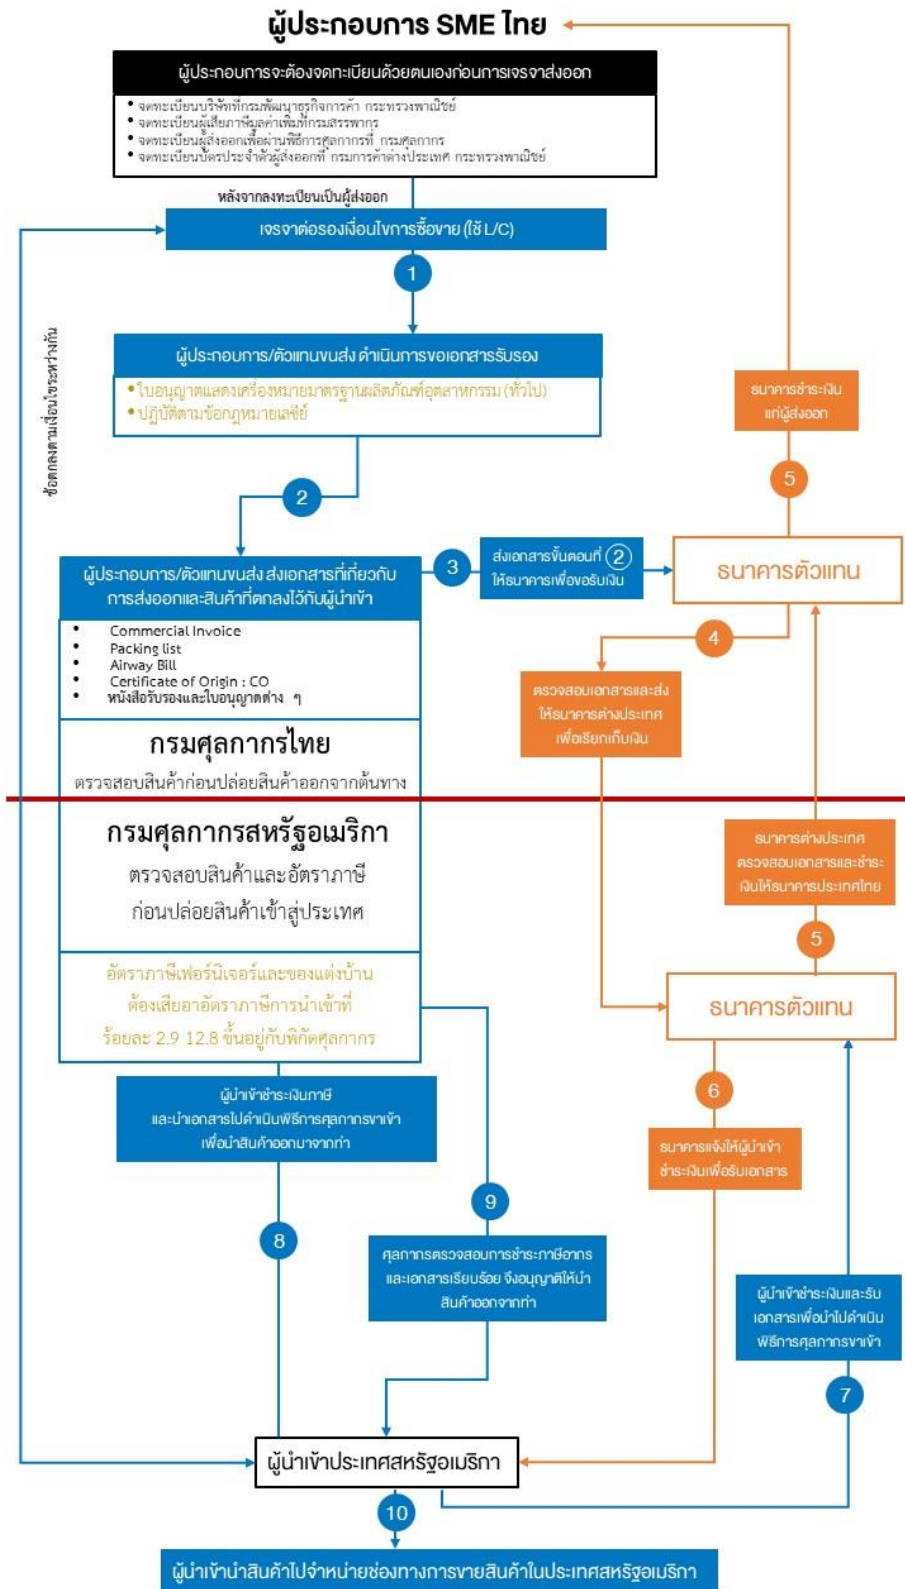 ผู้ประกอบการ SME ไทย
ผู้ประกอบการจะต้องจดทะเบียนด้วยตนเองก่อนการเจรจาส่งออก
• จดทะเบียนบริษัทที่กรมพัฒนาธุรกิจการค้า กระทรวงพาณิชย์
• จดทะเบียนผู้เสียภาษีมูลค่าเพิ่มที่กรมสรรพากร
• จดทะเบียนผู้ส่งออกเพื่อผ่านพิธีการศุลกากรที่ กรมศุลกากร
• จดทะเบียนบัตรประจำตัวผู้ส่งออกที่ กรมการค้าต่างประเทศ กระทรวงพาณิชย์
หลังจากลงทะเบียนเป็นผู้ส่งออก
เจรจาต่อรองเงื่อนไขการซื้อขาย (ใช้ L/C)
1
ข้อตกลงตามเงื่อนไขระหว่างกัน
ผู้ประกอบการ/ตัวแทนขนส่ง ดำเนินการขอเอกสารรับรอง
• ใบอนุญาตแสดงเครื่องหมายมาตรฐานผลิตภัณฑ์อุตสาหกรรม (ทั่วไป)
• ปฏิบัติตามข้อกฎหมายเลซีย์
ธนาคารชำระเงิน
แก่ผู้ส่งออก
5
2
ผู้ประกอบการ/ตัวแทนขนส่ง ส่งเอกสารที่เกี่ยวกับ
การส่งออกและสินค้าที่ตกลงไว้กับผู้นำเข้า
3
ส่งเอกสารขั้นตอนที่ 2
ให้ธนาคารเพื่อขอรับเงิน
ธนาคารตัวแทน
• Commercial Invoice
• Packing list
• Airway Bill
• Certificate of Origin : CO
• หนังสือรับรองและใบอนุญาตต่าง ๆ
4
ตรวจสอบเอกสารและส่ง
ให้ธนาคารต่างประเทศ
เพื่อเรียกเก็บเงิน
กรมศุลกากรไทย
ตรวจสอบสินค้าก่อนปล่อยสินค้าออกจากต้นทาง
กรมศุลกากรสหรัฐอเมริกา
ตรวจสอบสินค้าและอัตราภาษี
ก่อนปล่อยสินค้าเข้าสู่ประเทศ
ธนาคารต่างประเทศ
ตรวจสอบเอกสารและชำระ
เงินให้ธนาคารประเทศไทย
5
อัตราภาษีเฟอร์นิเจอร์และของแต่งบ้าน
ต้องเสียอาอัตราภาษีการนำเข้าที่
ร้อยละ 2.9 12.8 ขึ้นอยู่กับพิกัดศุลกากร
ธนาคารตัวแทน
ผู้นำเข้าชำระเงินภาษี
และนำเอกสารไปดำเนินพิธีการศุลกากรขาเข้า
เพื่อนำสินค้าออกมาจากท่า
6
ธนาคารแจ้งให้ผู้นำเข้า
ชำระเงินเพื่อรับเอกสาร
9
8
ศุลกากรตรวจสอบการชำระภาษีอากร
และเอกสารเรียบร้อย จึงอนุญาติให้นำ
สินค้าออกจากท่า
ผู้นำเข้าชำระเงินและรับ
เอกสารเพื่อนำไปดำเนิน
พิธีการศุลกากรขาเข้า
7
ผู้นำเข้าประเทศสหรัฐอเมริกา
10
ผู้นำเข้านำสินค้าไปจำหน่ายช่องทางการขายสินค้าในประเทศสหรัฐอเมริกา